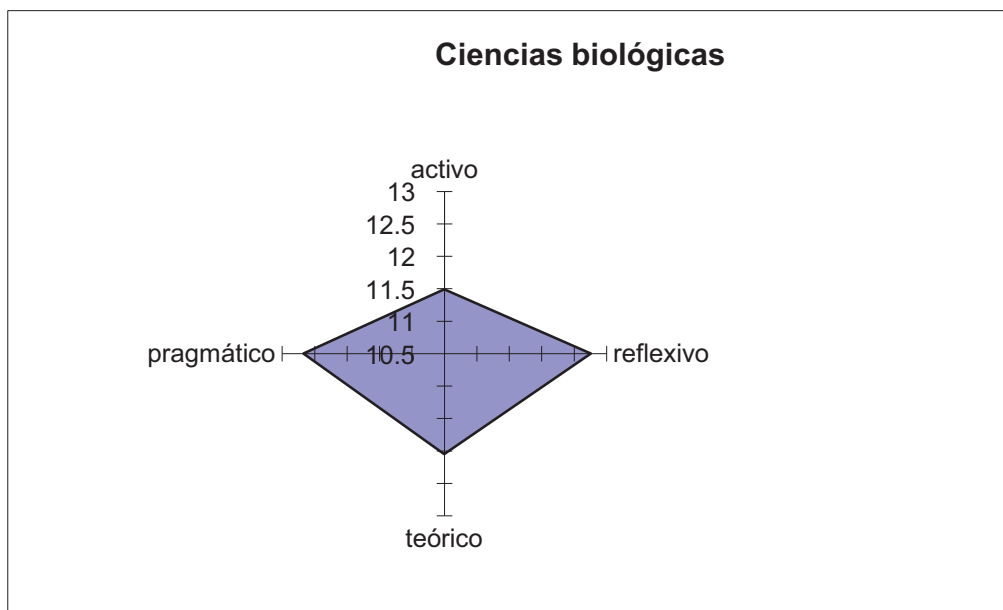 Ciencias biológicas
activo
13
12.5
12
11.5
11
pragmático 10.5 reflexivo
teórico